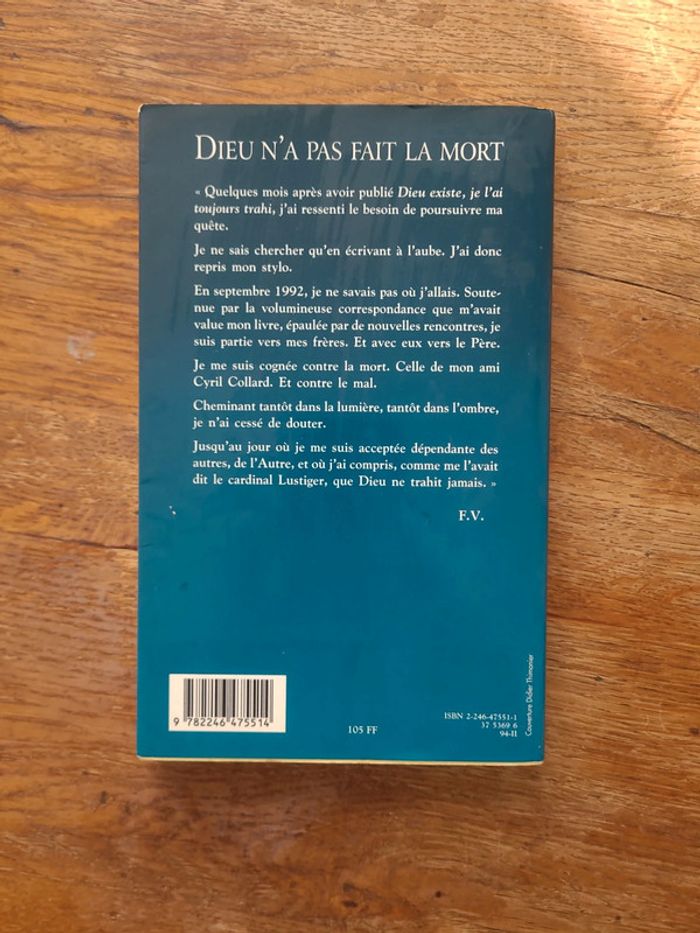 DIEU N'A PAS FAIT LA MORT
« Quelques mois après avoir publié Dieu existe, je l'ai
toujours trahi, j'ai ressenti le besoin de poursuivre ma
quête.
Je ne sais chercher qu'en écrivant à l'aube. J'ai donc
repris mon stylo.
En septembre 1992, je ne savais pas où j'allais. Soute-
nue par la volumineuse correspondance que m'avait
value mon livre, épaulée par de nouvelles rencontres, je
suis partie vers mes frères. Et avec eux vers le Père.
Je me suis cognée contre la mort. Celle de mon ami
Cyril Collard. Et contre le mal.
Cheminant tantôt dans la lumière, tantôt dans l'ombre,
je n'ai cessé de douter.
Jusqu'au jour où je me suis acceptée dépendante des
autres, de l'Autre, et où j'ai compris, comme me l'avait
dit le cardinal Lustiger, que Dieu ne trahit jamais. »
F.V.
9 782246 475514
105 FF
ISBN 2-246-47551-1
37 5369 6
94-II
Couverture Didier Thimonier